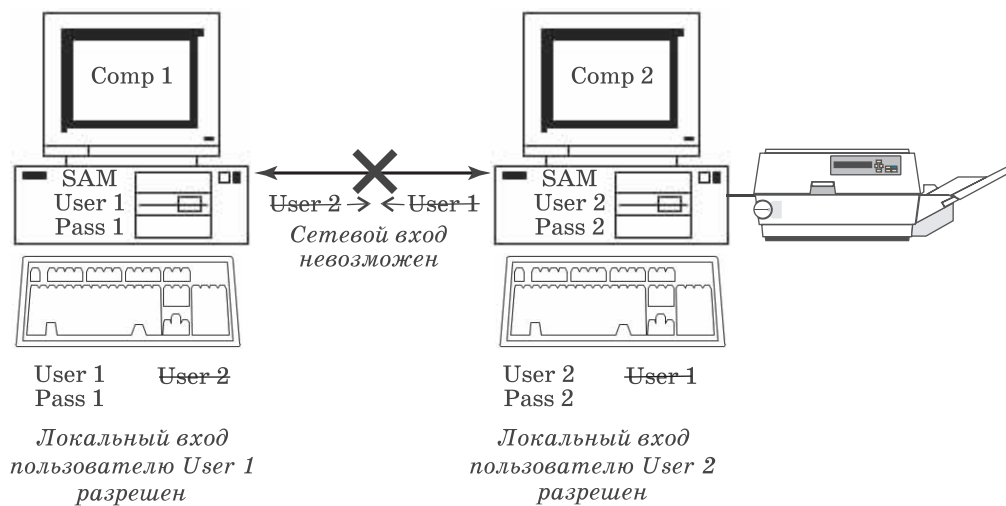 Comp 1
Comp 2
SAM
User 1
Pass 1
User 2
User 1
Сетевой вход
невозможен
SAM
User 2
Pass 2
User 1
Pass 1
User 2
Локальный вход
пользователю User 1
разрешен
User 2
Pass 2
User 1
Локальный вход
пользователю User 2
разрешен